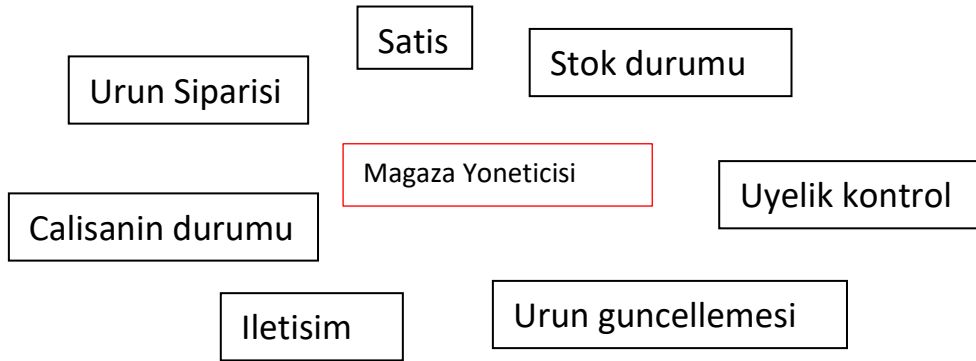 Satis
Stok durumu
Urun Siparisi
Magaza Yoneticisi
Uyelik kontrol
Calisanin durumu
Urun guncellemesi
Iletisim